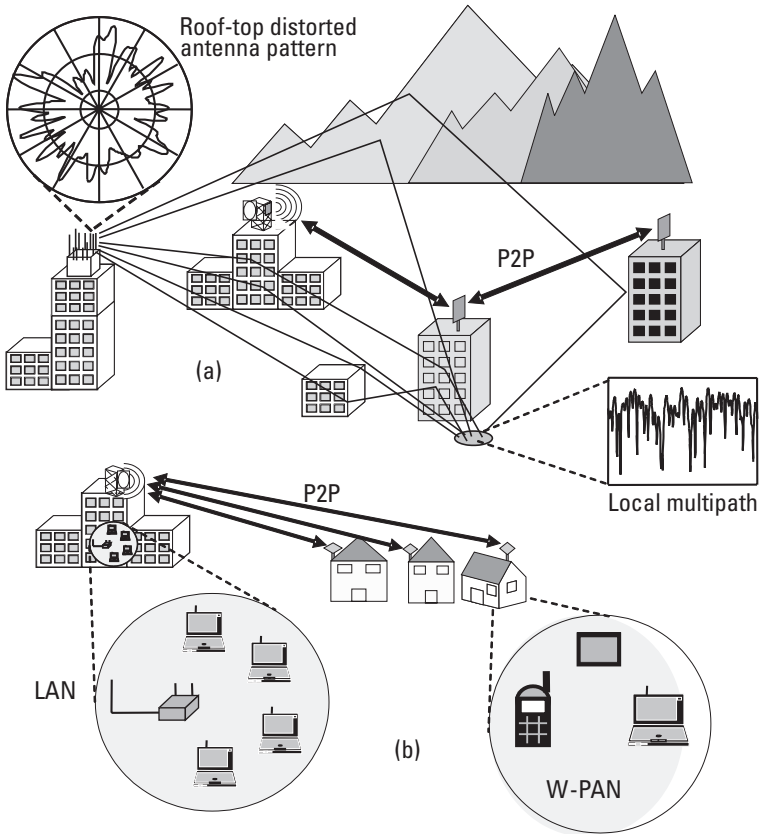 Roof-top distorted
antenna pattern
P2P
(a)
Local multipath
P2P
LAN
(b)
W-PAN